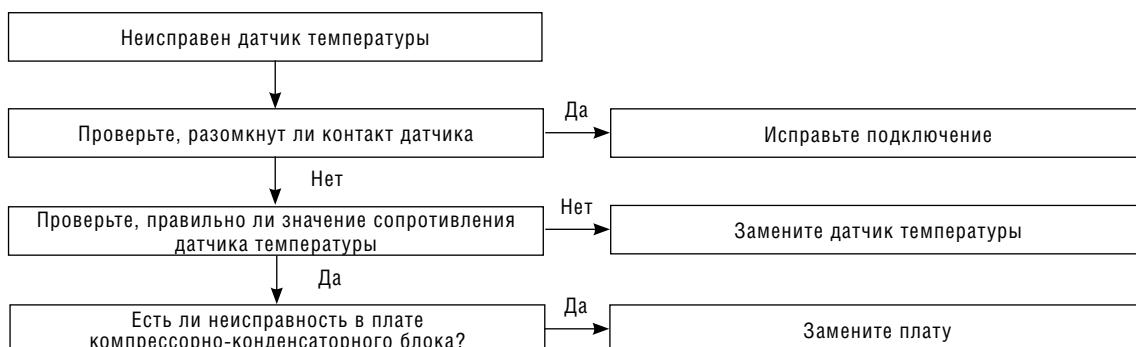 Неисправен датчик температуры
Да
Проверьте, разомкнут ли контакт датчика
Исправьте подключение
Нет
Проверьте, правильно ли значение сопротивления
датчика температуры
Нет
Замените датчик температуры
Да
Есть ли неисправность в плате
компрессорно-конденсаторного блока?
Да
Замените плату